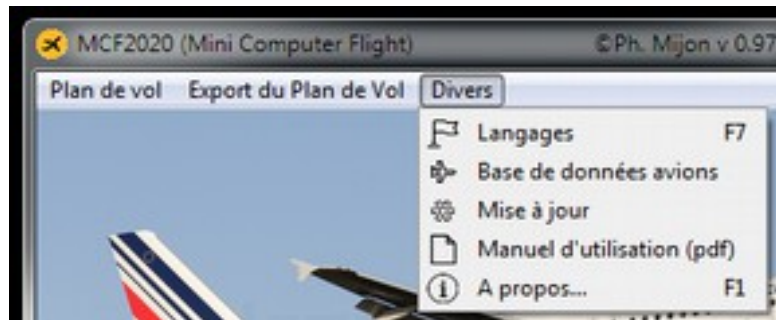 MCF2020 (Mini Computer Flight) ©Ph. Mijon v 0.97
Plan de vol Export du Plan de Vol Divers
Langages F7
Base de données avions
Mise à jour
Manuel d'utilisation (pdf)
A propos... F1